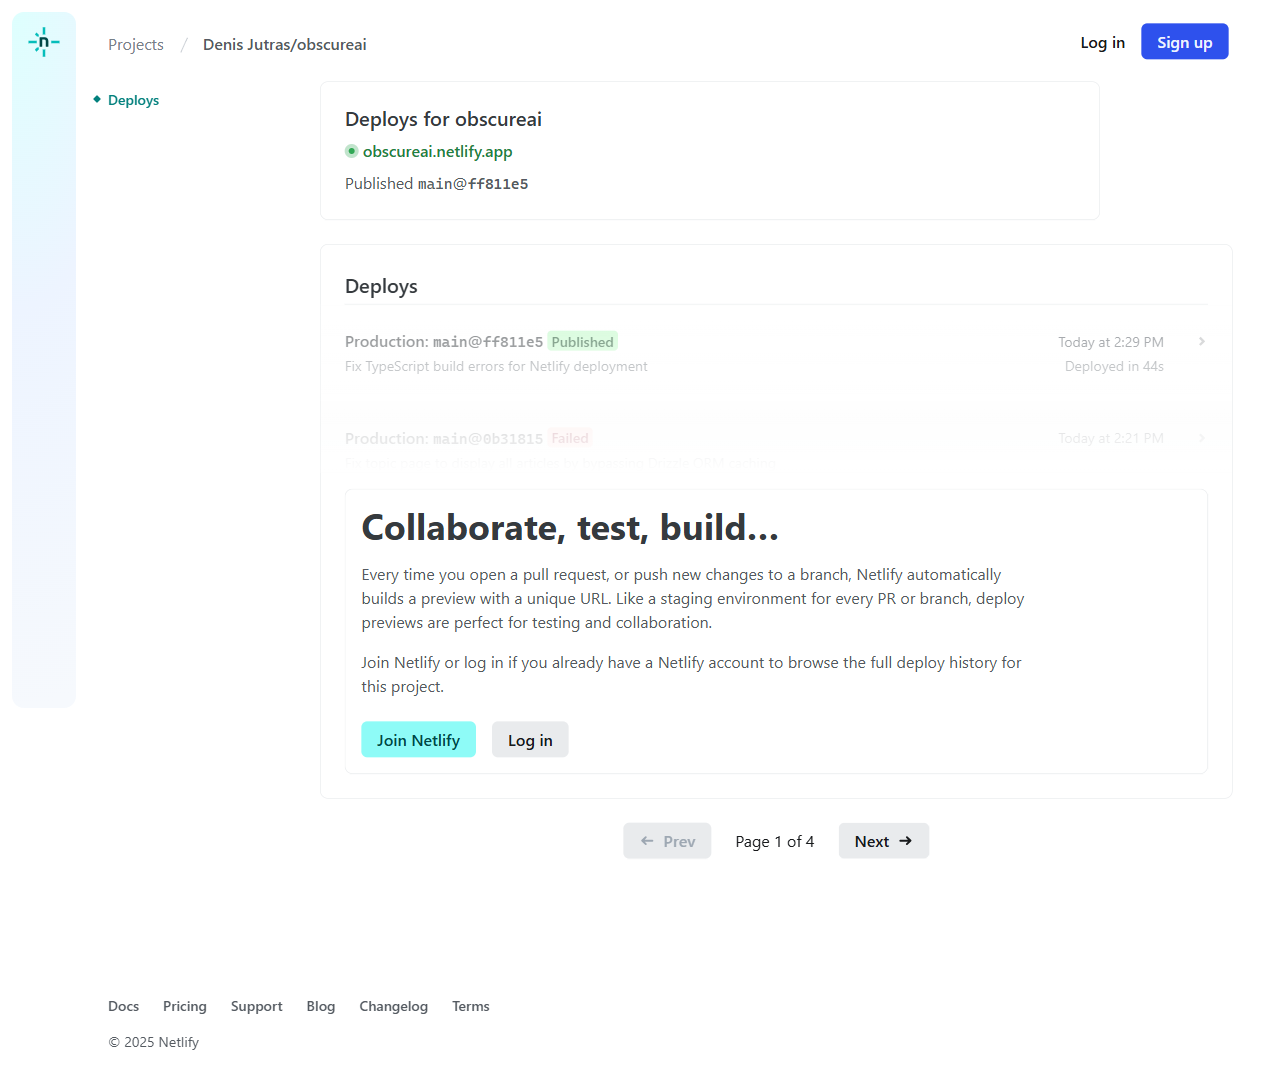 n
Projects / Denis Jutras/obscureai
Log in
Sign up
Deploys
Deploys for obscureai
obscureai.netlify.app
Published main@ff811e5
Deploys
Production: main@ff811e5 Published
Today at 2:29 PM
Fix TypeScript build errors for Netlify deployment
Deployed in 44s
Production: main@0b31815 Failed
Today at 2:21 PM
Collaborate, test, build…
Every time you open a pull request, or push new changes to a branch, Netlify automatically
builds a preview with a unique URL. Like a staging environment for every PR or branch, deploy
previews are perfect for testing and collaboration.
Join Netlify or log in if you already have a Netlify account to browse the full deploy history for
this project.
Join Netlify
Log in
Prev
Page 1 of 4
Next
Docs
Pricing
Support
Blog
Changelog
Terms
© 2025 Netlify